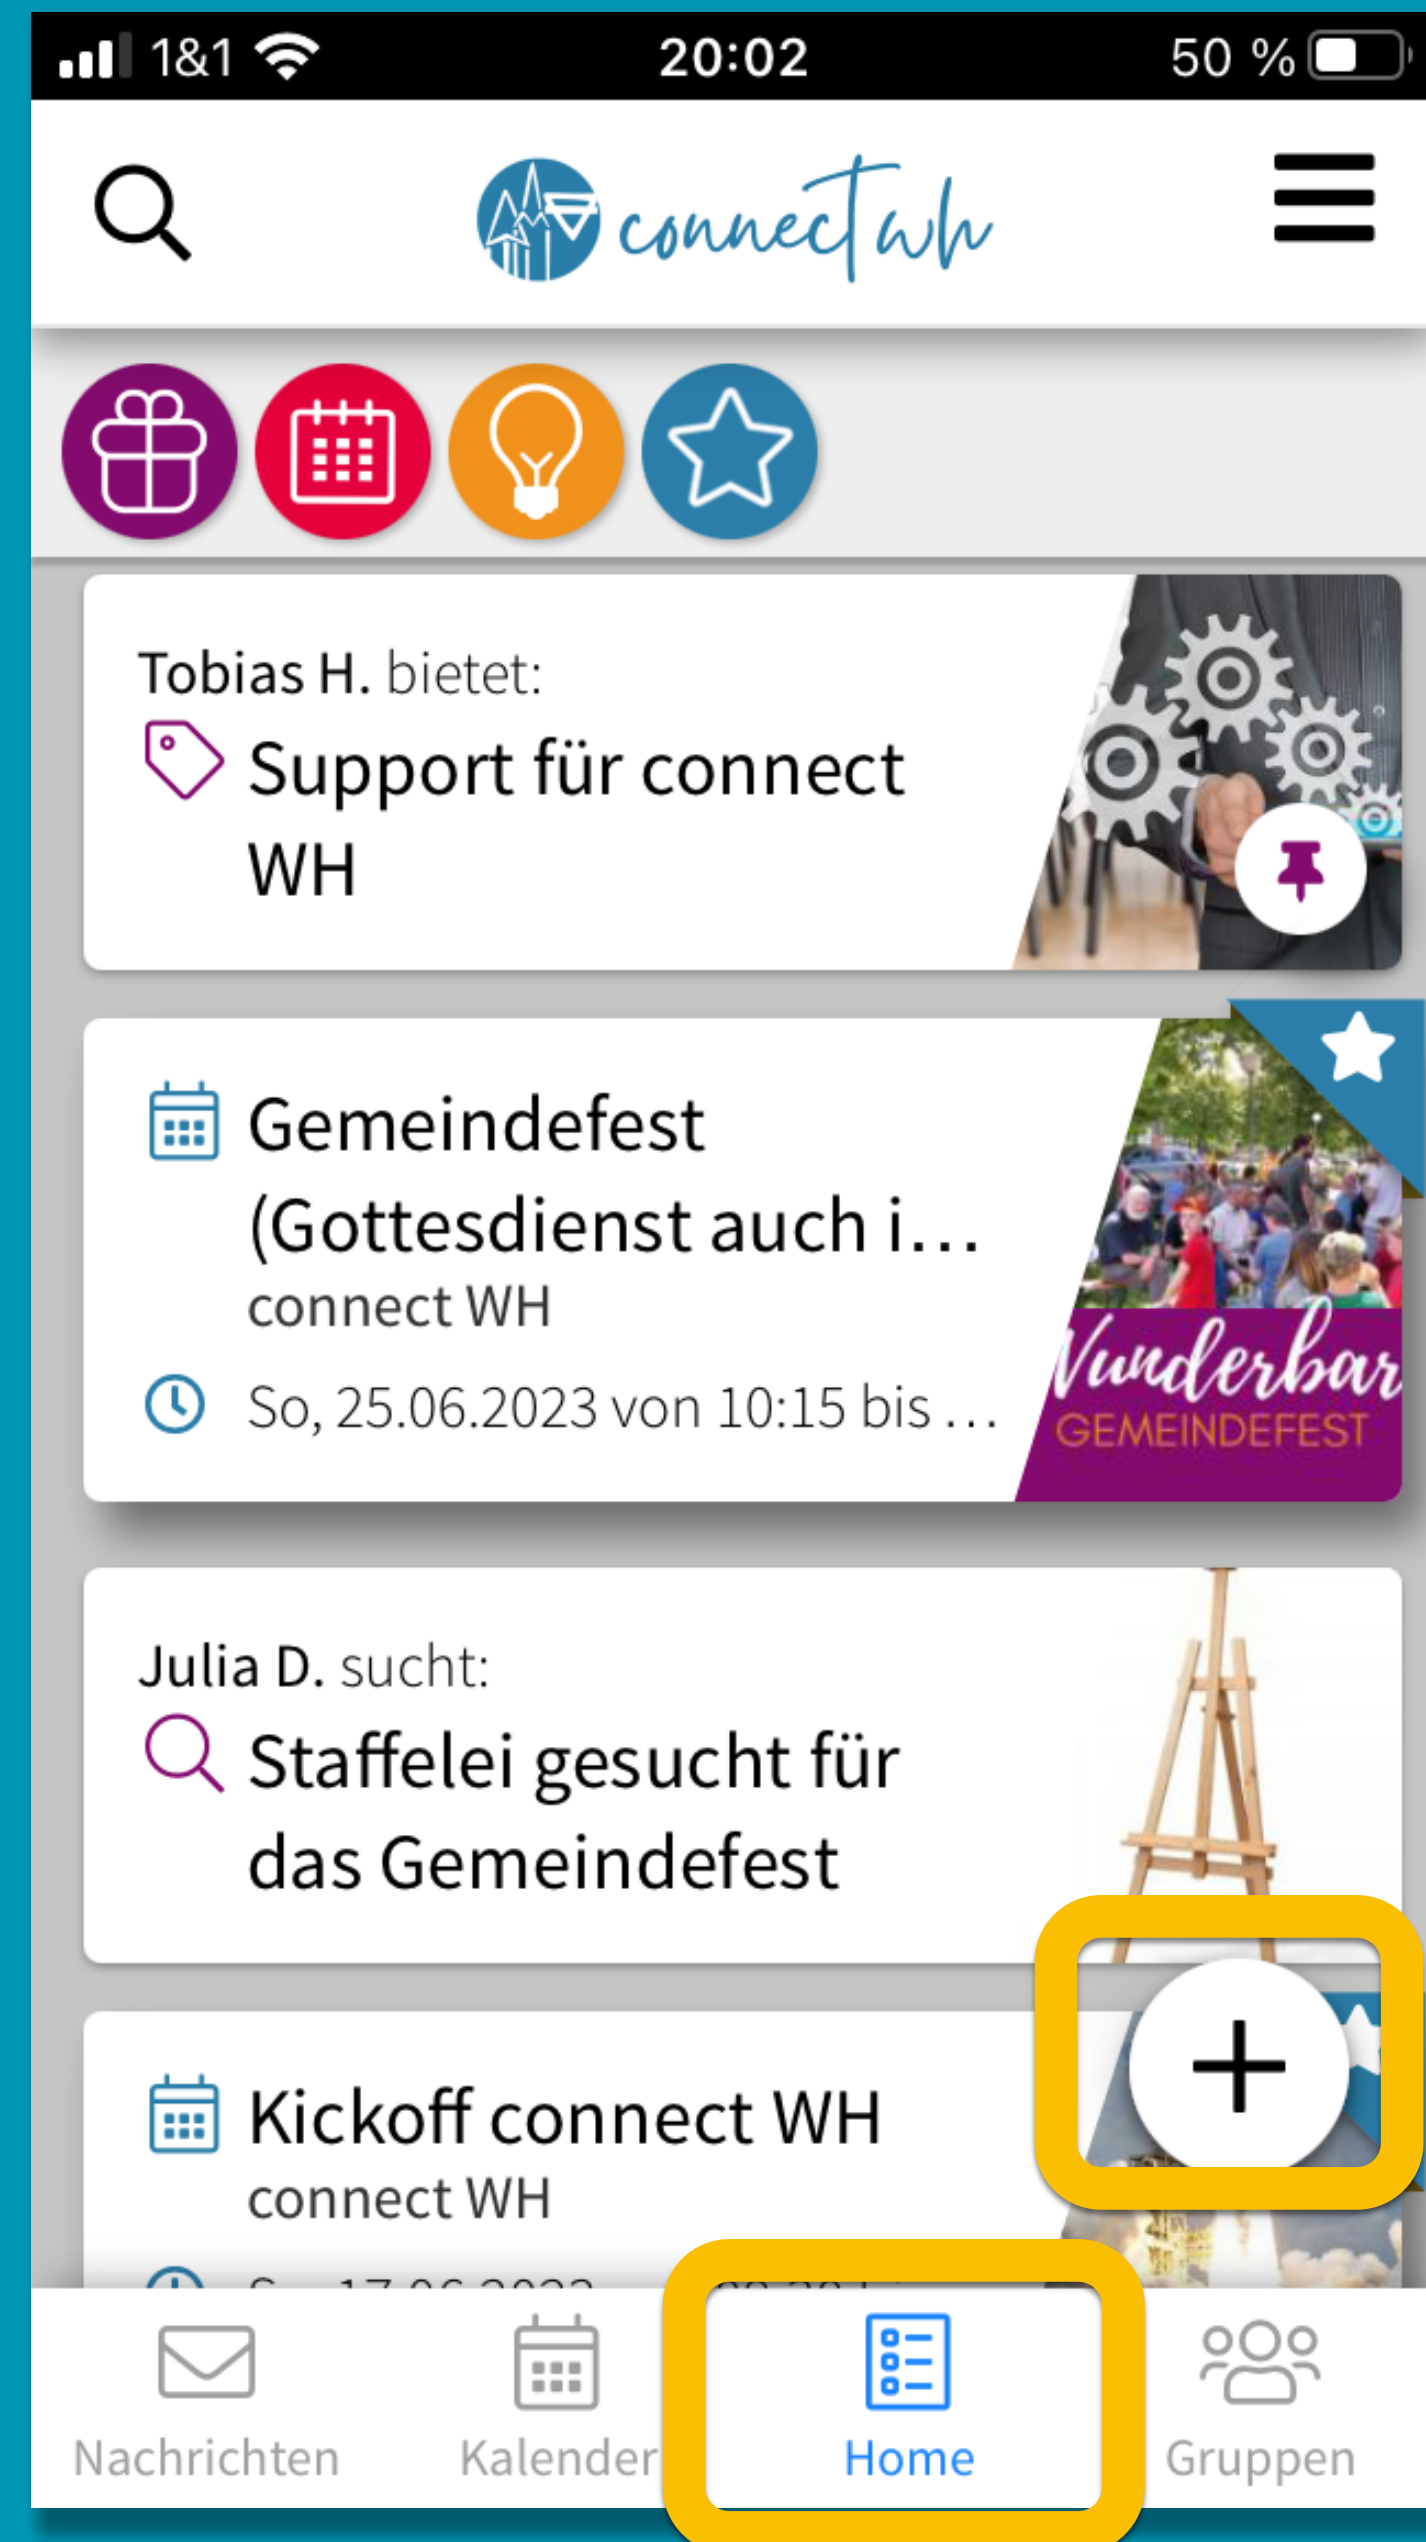 1&1
20:02
50 %
connect wh
Tobias H. bietet:
Support für connect
WH
Gemeindefest
(Gottesdienst auch i...
connect WH
So, 25.06.2023 von 10:15 bis ...
Wunderbar
GEMEINDEFEST
Julia D. sucht:
Staffelei gesucht für
das Gemeindefest
Kickoff connect WH
connect WH
Nachrichten
Kalender
Home
Gruppen